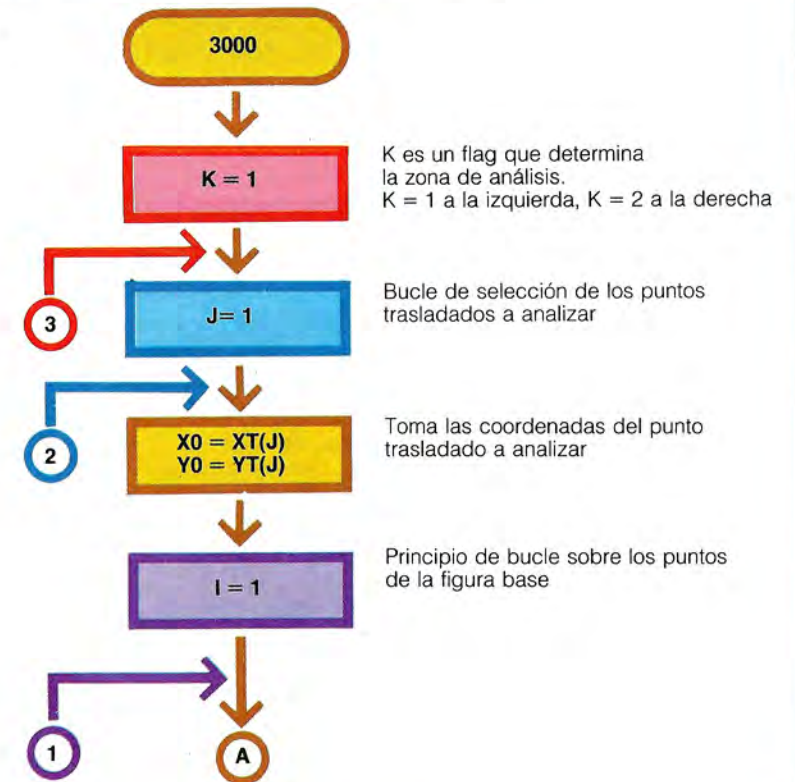 3000
K = 1
K es un flag que determina
la zona de análisis.
K = 1 a la izquierda, K = 2 a la derecha
3
J= 1
Bucle de selección de los puntos
trasladados a analizar
2
X0 = XT(J)
Y0 = YT(J)
Toma las coordenadas del punto
trasladado a analizar
I = 1
Principio de bucle sobre los puntos
de la figura base
1
A